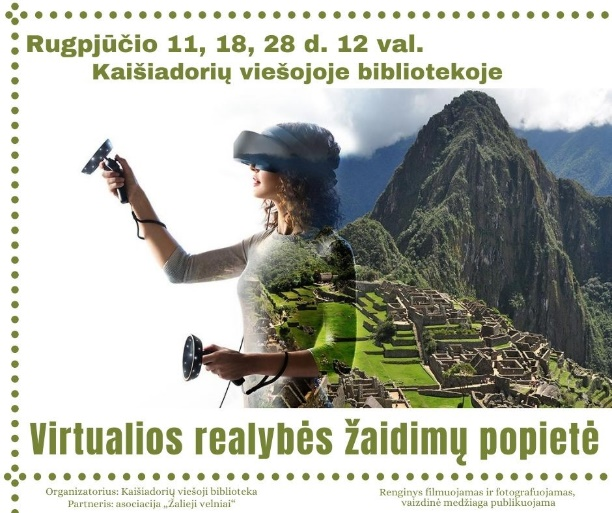 Rugpjūčio 11, 18, 28 d. 12 val.
Kaišiadorių viešojoje bibliotekoje
Virtualios realybės žaidimų popietė
Organizatorius: Kaišiadorių viešoji biblioteka
Partneris: asociacija „Žalieji velniai“
Renginys filmuojamas ir fotografuojamas,
vaizdinė medžiaga publikuojama